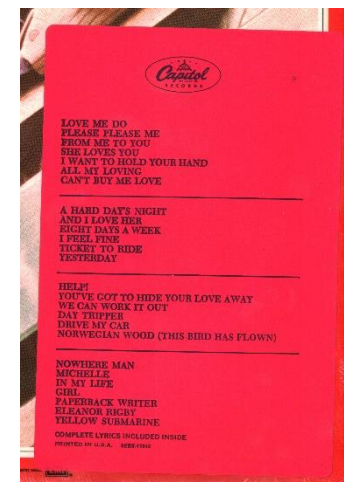 Capitol
RECORDS
LOVE ME DO
PLEASE PLEASE ME
FROM ME TO YOU
SHE LOVES YOU
I WANT TO HOLD YOUR HAND
ALL MY LOVING
CAN'T BUY ME LOVE
A HARD DAY'S NIGHT
AND I LOVE HER
EIGHT DAYS A WEEK
I FEEL FINE
TICKET TO RIDE
YESTERDAY
HELP!
YOU'VE GOT TO HIDE YOUR LOVE AWAY
WE CAN WORK IT OUT
DAY TRIPPER
DRIVE MY CAR
NORWEGIAN WOOD (THIS BIRD HAS FLOWN)
NOWHERE MAN
MICHELLE
IN MY LIFE
GIRL
PAPERBACK WRITER
ELEANOR RIGBY
YELLOW SUBMARINE
COMPLETE LYRICS INCLUDED INSIDE
PRINTED IN U.S.A.